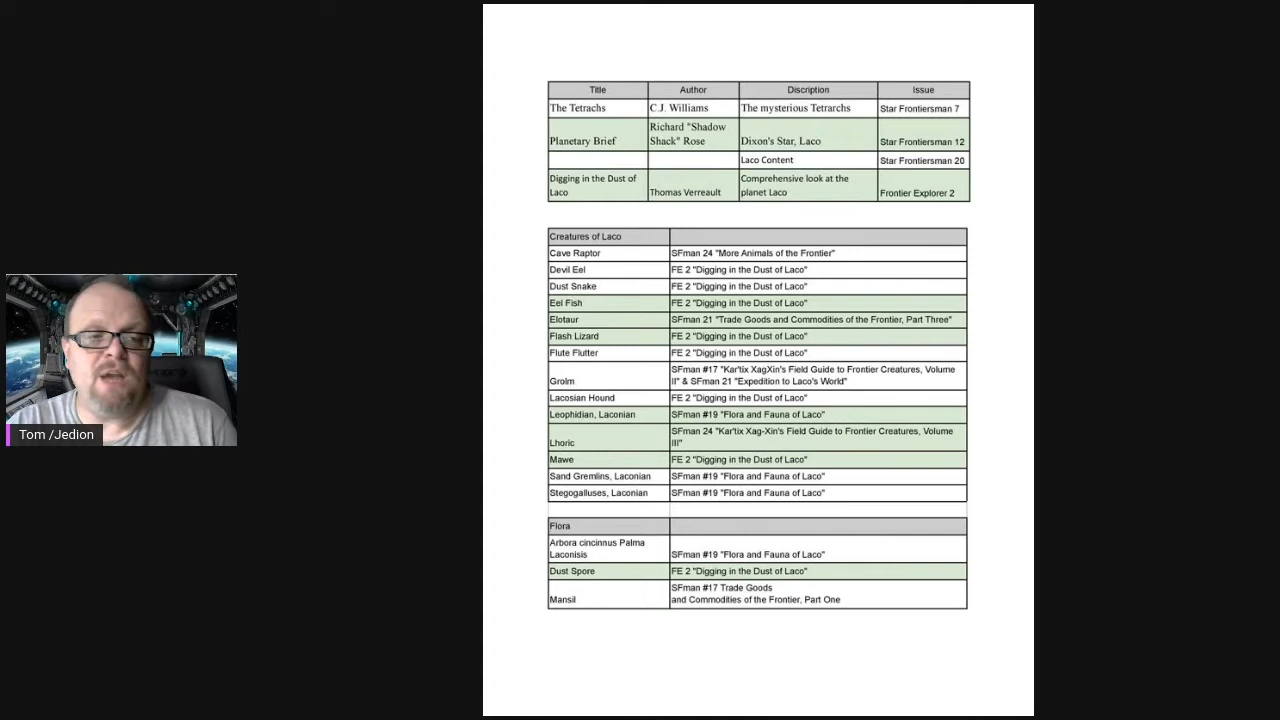 Title Author Discription Issue
The Tetrachs C.J. Williams The mysterious Tetrarchs Star Frontiersman 7
Richard "Shadow
Planetary Brief Shack" Rose Dixon's Star, Laco Star Frontiersman 12
Laco Content Star Frontiersman 20
Digging in the Dust of Comprehensive look at the
Laco Thomas Verreault planet Laco Frontier Explorer 2
Creatures of Laco
Cave Raptor SFman 24 "More Animals of the Frontier"
Devil Eel FE 2 "Digging in the Dust of Laco"
Dust Snake FE 2 "Digging in the Dust of Laco"
Eel Fish FE 2 "Digging in the Dust of Laco"
Elotaur SFman 21 "Trade Goods and Commodities of the Frontier, Part Three"
Flash Lizard FE 2 "Digging in the Dust of Laco"
Flute Flutter FE 2 "Digging in the Dust of Laco"
SFman #17 "Kar'tix XagXin's Field Guide to Frontier Creatures, Volume
Grolm II" & SFman 21 "Expedition to Laco's World"
Lacosian Hound FE 2 "Digging in the Dust of Laco"
Leophidian, Laconian SFman #19 "Flora and Fauna of Laco"
SFman 24 "Kar'tix Xag-Xin's Field Guide to Frontier Creatures, Volume
Lhoric III"
Mawe FE 2 "Digging in the Dust of Laco"
Sand Gremlins, Laconian SFman #19 "Flora and Fauna of Laco"
Stegogalluses, Laconian SFman #19 "Flora and Fauna of Laco"
Flora
Arbora cincinnus Palma
Laconisis SFman #19 "Flora and Fauna of Laco"
Dust Spore FE 2 "Digging in the Dust of Laco"
SFman #17 Trade Goods
Mansil and Commodities of the Frontier, Part One
Tom /Jedion